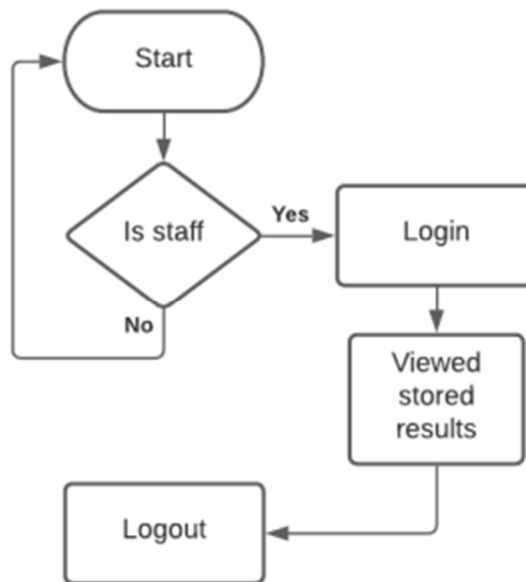 Start
Is staff
Yes
Login
No
Viewed
stored
results
Logout